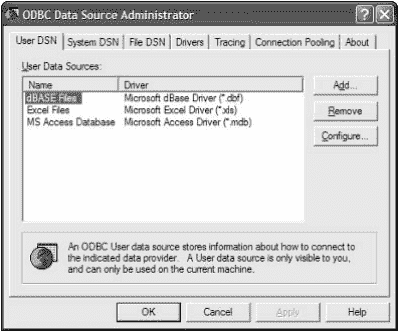 ODBC Data Source Administrator
User DSN System DSN File DSN Drivers Tracing Connection Pooling About
User Data Sources:
Name Driver
dBASE Files Microsoft dBase Driver (*.dbf)
Excel Files Microsoft Excel Driver (*.xls)
MS Access Database Microsoft Access Driver (*.mdb)
Add...
Remove
Configure...
An ODBC User data source stores information about how to connect to
the indicated data provider. A User data source is only visible to you,
and can only be used on the current machine.
OK Cancel Apply Help